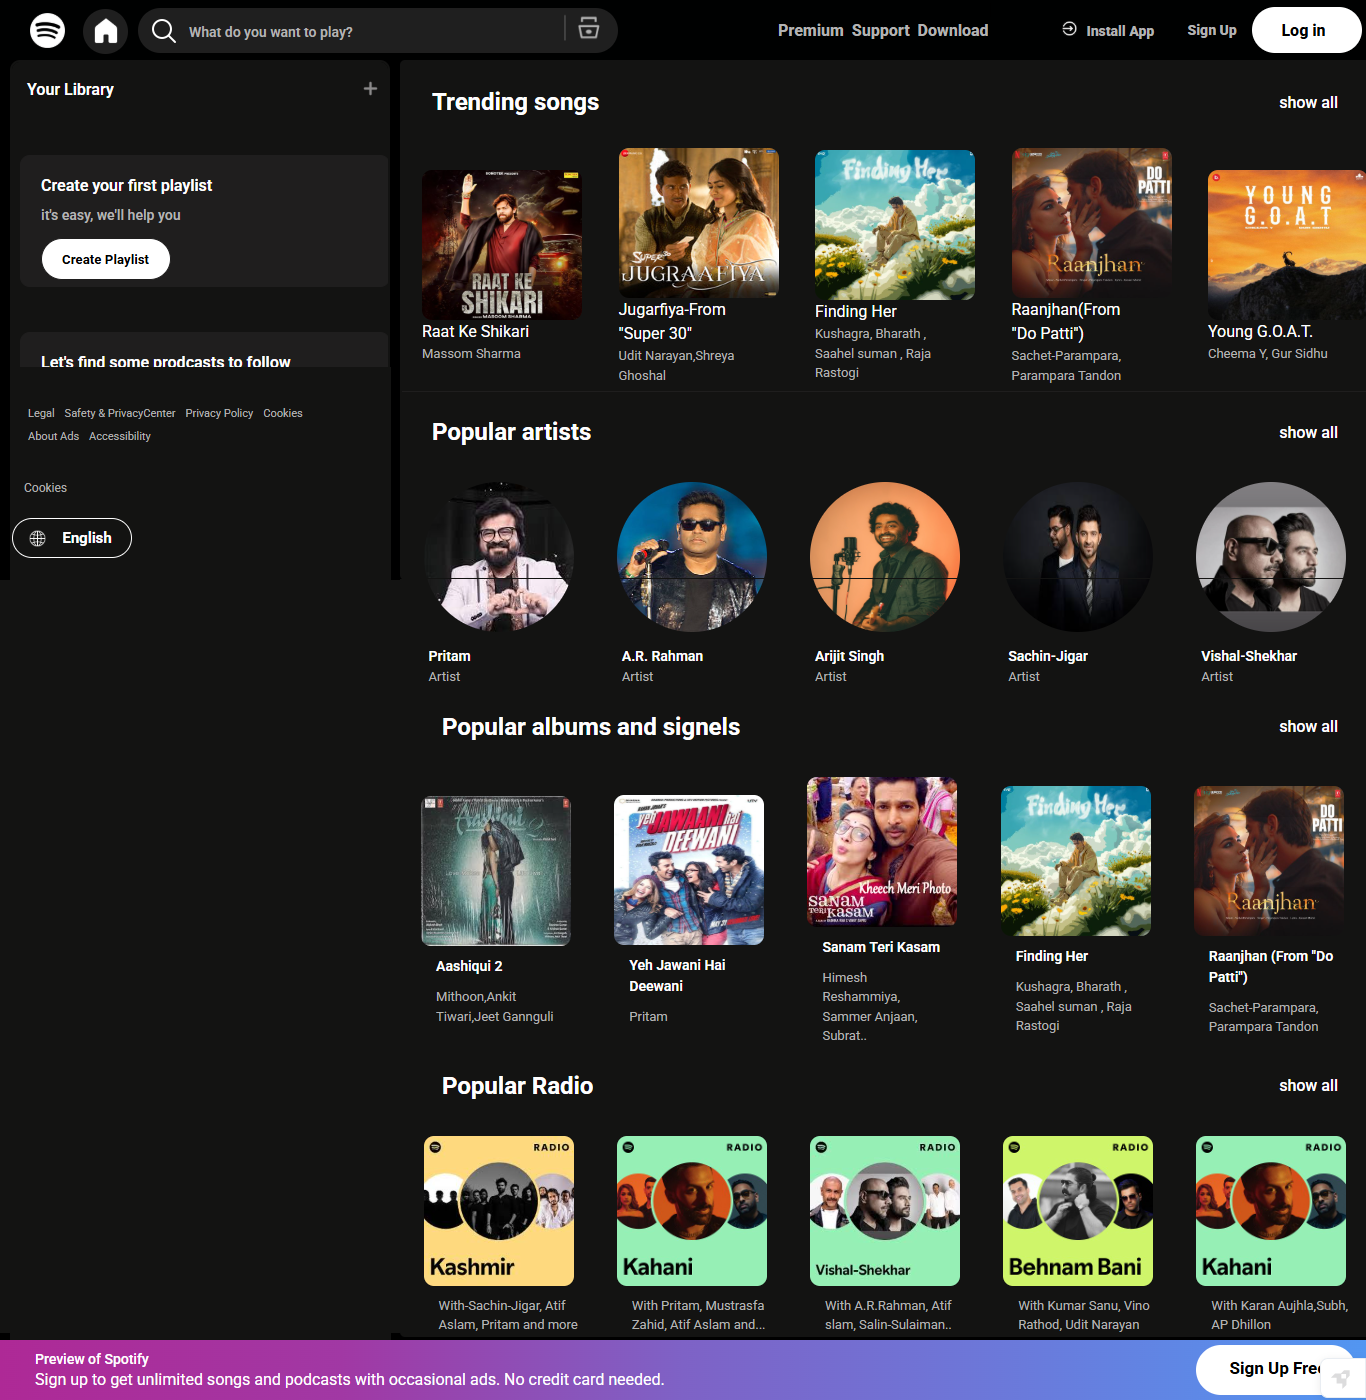 What do you want to play?
Premium Support Download
Install App
Sign Up
Log in
Your Library
Create your first playlist
it's easy, we'll help you
Create Playlist
Let's find some prodcasts to follow
Legal Safety & PrivacyCenter Privacy Policy Cookies
About Ads Accessibility
Cookies
English
Trending songs
show all
RAAT KE
SHIKARI
MASOOM SHARMA
Raat Ke Shikari
Massom Sharma
SUPER 30
JUGRAAFIYA
Jugarfiya-From
"Super 30"
Udit Narayan,Shreya
Ghoshal
Finding Her
Finding Her
Kushagra, Bharath ,
Saahel suman , Raja
Rastogi
DO
PATTI
Raanjhan
Raanjhan(From
"Do Patti")
Sachet-Parampara,
Parampara Tandon
YOUNG
G.O.A.T
Young G.O.A.T.
Cheema Y, Gur Sidhu
Popular artists
show all
Pritam
Artist
A.R. Rahman
Artist
Arijit Singh
Artist
Sachin-Jigar
Artist
Vishal-Shekhar
Artist
Popular albums and signels
show all
Aashiqui 2
Aashiqui 2
Mithoon,Ankit
Tiwari,Jeet Gannguli
yeh JAWAANI hai
DEEWANI
Yeh Jawani Hai
Deewani
Pritam
Kheech Meri Photo
SANAM
TERI KASAM
Sanam Teri Kasam
Himesh
Reshammiya,
Sammer Anjaan,
Subrat..
Finding Her
Finding Her
Kushagra, Bharath ,
Saahel suman , Raja
Rastogi
DO
PATTI
Raanjhan
Raanjhan (From "Do
Patti")
Sachet-Parampara,
Parampara Tandon
Popular Radio
show all
RADIO
Kashmir
With-Sachin-Jigar, Atif
Aslam, Pritam and more
RADIO
Kahani
With Pritam, Mustrasfa
Zahid, Atif Aslam and...
RADIO
Vishal-Shekhar
With A.R.Rahman, Atif
slam, Salin-Sulaiman..
RADIO
Behnam Bani
With Kumar Sanu, Vino
Rathod, Udit Narayan
RADIO
Kahani
With Karan Aujhla,Subh,
AP Dhillon
Preview of Spotify
Sign up to get unlimited songs and podcasts with occasional ads. No credit card needed.
Sign Up Free